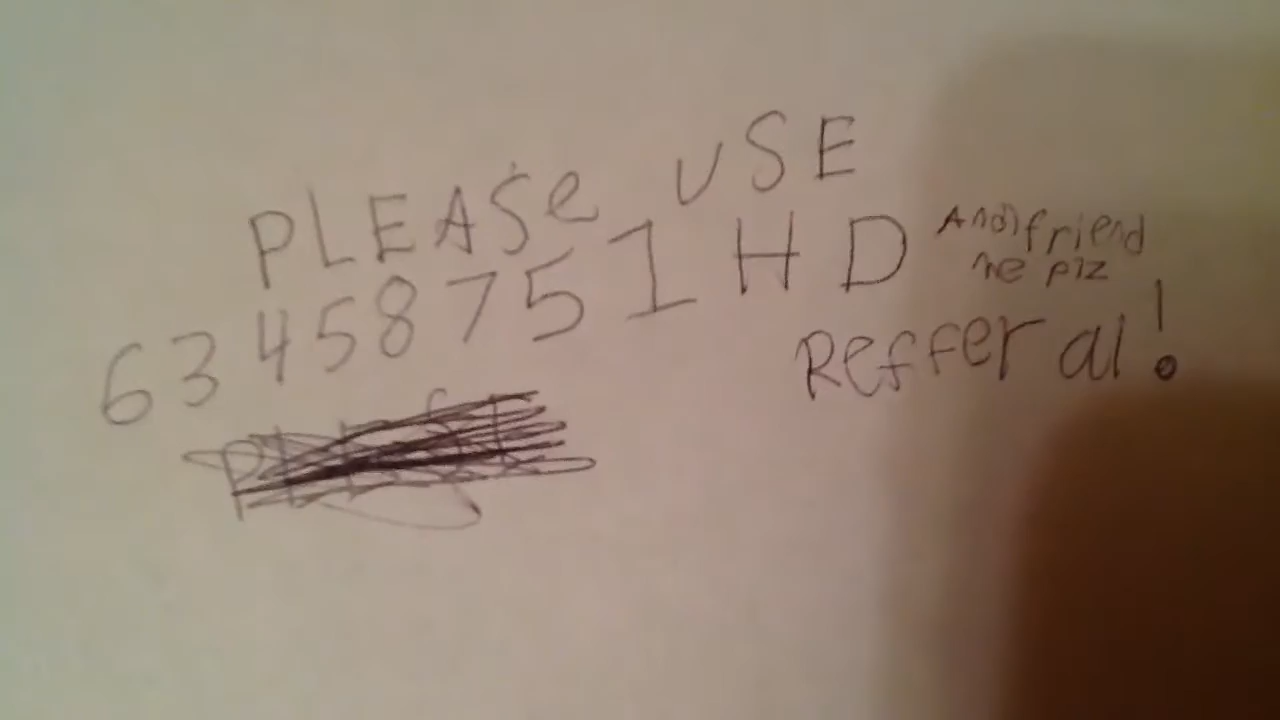 PLEASe USE
63458751HD
And friend
me plz
Refferal!